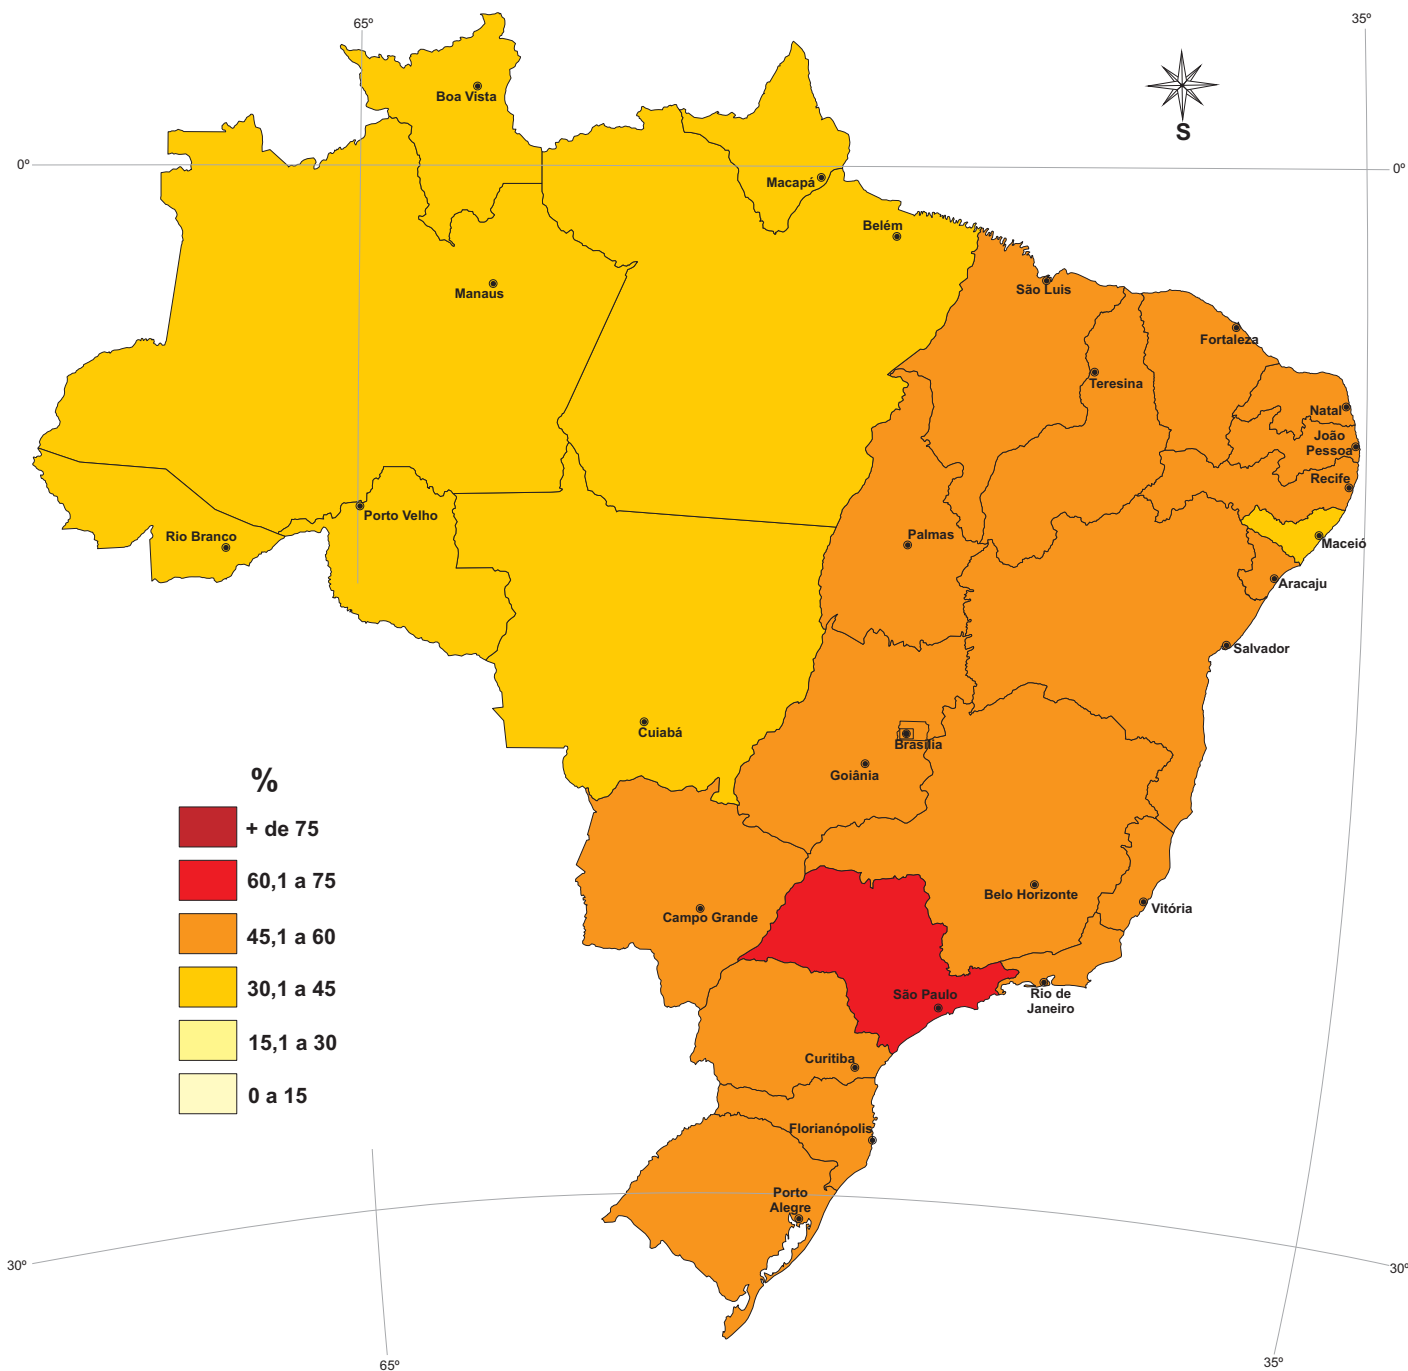 65º
35º
Boa Vista
S
0º
0º
Macapá
Belém
Manaus
São Luis
Fortaleza
Teresina
Natal
João
Pessoa
Recife
Porto Velho
Rio Branco
Palmas
Maceió
Aracaju
Salvador
Cuiabá
Brasília
Goiânia
%
+ de 75
60,1 a 75
45,1 a 60
30,1 a 45
15,1 a 30
0 a 15
Belo Horizonte
Vitória
Campo Grande
São Paulo
Rio de
Janeiro
Curitiba
Florianópolis
Porto
Alegre
30º
30º
65º
35º